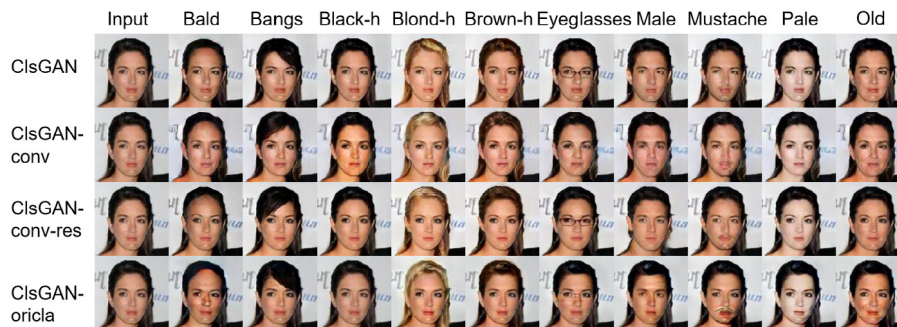 Input Bald Bangs Black-h Blond-h Brown-h Eyeglasses Male Mustache Pale Old
ClsGAN
ClsGAN-
conv
ClsGAN-
conv-res
ClsGAN-
oricla